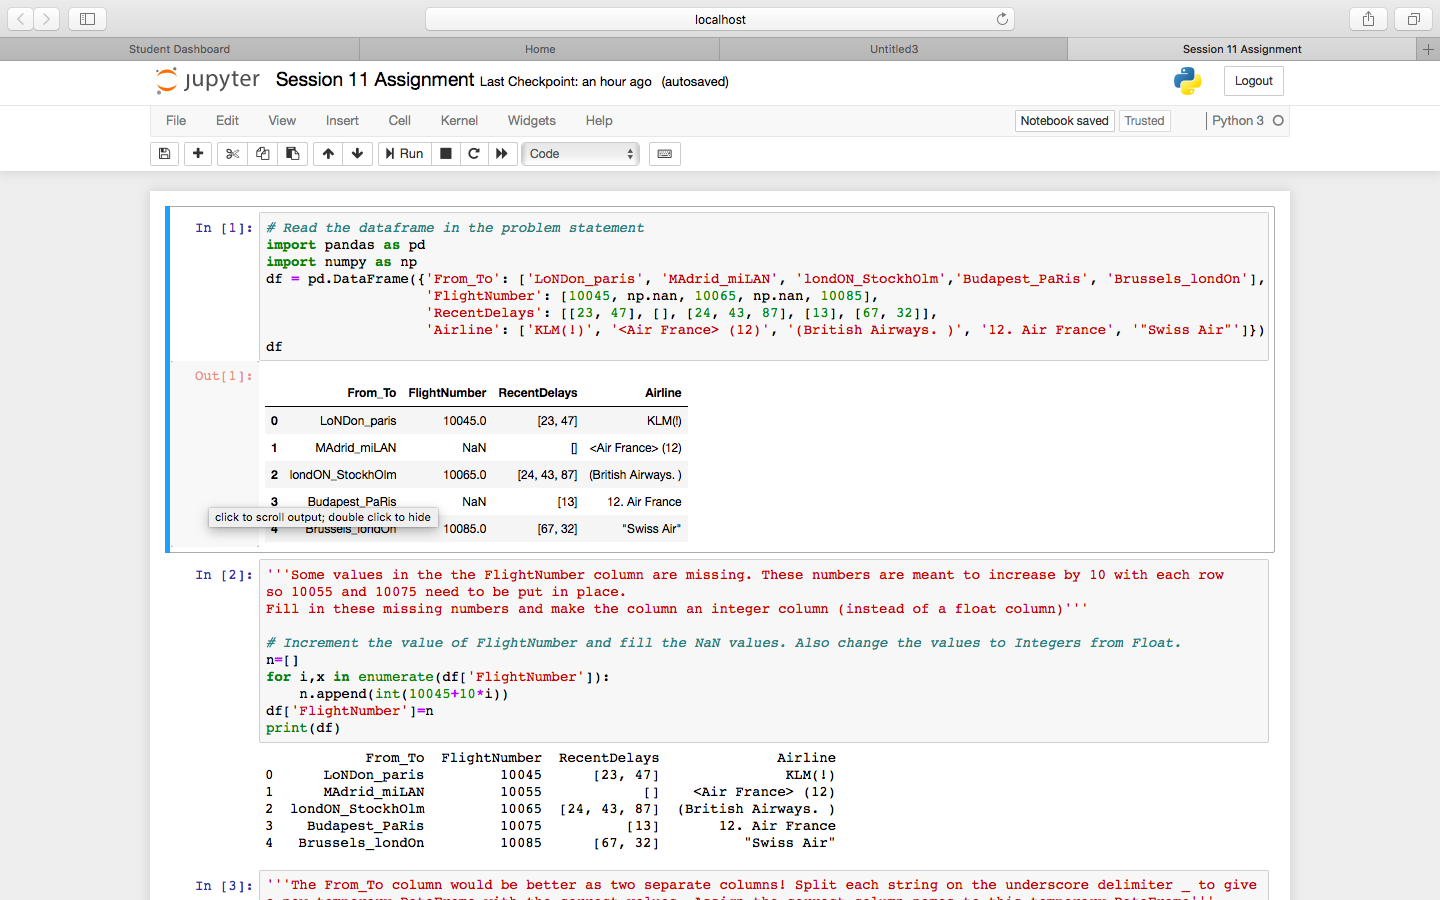 localhost
Student Dashboard
Home
Untitled3
Session 11 Assignment
jupyter Session 11 Assignment Last Checkpoint: an hour ago (autosaved)
Logout
File Edit View Insert Cell Kernel Widgets Help
Notebook saved Trusted Python 3
Run Code
In [1]: # Read the dataframe in the problem statement
import pandas as pd
import numpy as np
df = pd.DataFrame({'From_To': ['LoNDon_paris', 'MAdrid_miLAN', 'londON_StockhOlm','Budapest_PaRis', 'Brussels_londOn'],
'FlightNumber': [10045, np.nan, 10065, np.nan, 10085],
'RecentDelays': [[23, 47], [], [24, 43, 87], [13], [67, 32]],
'Airline': ['KLM(!)', '<Air France> (12)', '(British Airways. )', '12. Air France', '"Swiss Air"']})
df
Out[1]:
From_To FlightNumber RecentDelays Airline
0 LoNDon_paris 10045.0 [23, 47] KLM(!)
1 MAdrid_miLAN NaN [] <Air France> (12)
2 londON_StockhOlm 10065.0 [24, 43, 87] (British Airways. )
3 Budapest_PaRis NaN [13] 12. Air France
click to scroll output; double click to hide
4 Brussels_londOn 10085.0 [67, 32] "Swiss Air"
In [2]: '''Some values in the the FlightNumber column are missing. These numbers are meant to increase by 10 with each row
so 10055 and 10075 need to be put in place.
Fill in these missing numbers and make the column an integer column (instead of a float column)'''
# Increment the value of FlightNumber and fill the NaN values. Also change the values to Integers from Float.
n=[]
for i,x in enumerate(df['FlightNumber']):
n.append(int(10045+10*i))
df['FlightNumber']=n
print(df)
From_To FlightNumber RecentDelays Airline
0 LoNDon_paris 10045 [23, 47] KLM(!)
1 MAdrid_miLAN 10055 [] <Air France> (12)
2 londON_StockhOlm 10065 [24, 43, 87] (British Airways. )
3 Budapest_PaRis 10075 [13] 12. Air France
4 Brussels_londOn 10085 [67, 32] "Swiss Air"
In [3]: '''The From_To column would be better as two separate columns! Split each string on the underscore delimiter _ to give